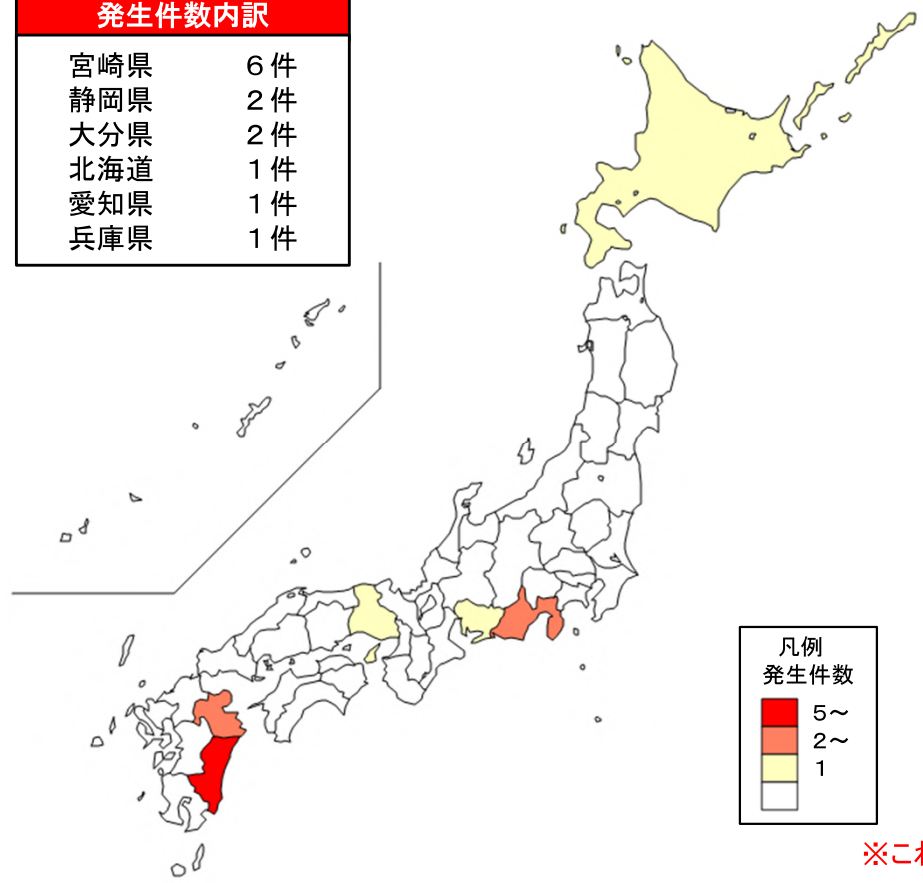 発生件数内訳
宮崎県 6件
静岡県 2件
大分県 2件
北海道 1件
愛知県 1件
兵庫県 1件
凡例
発生件数
5～
2～
1
※これ